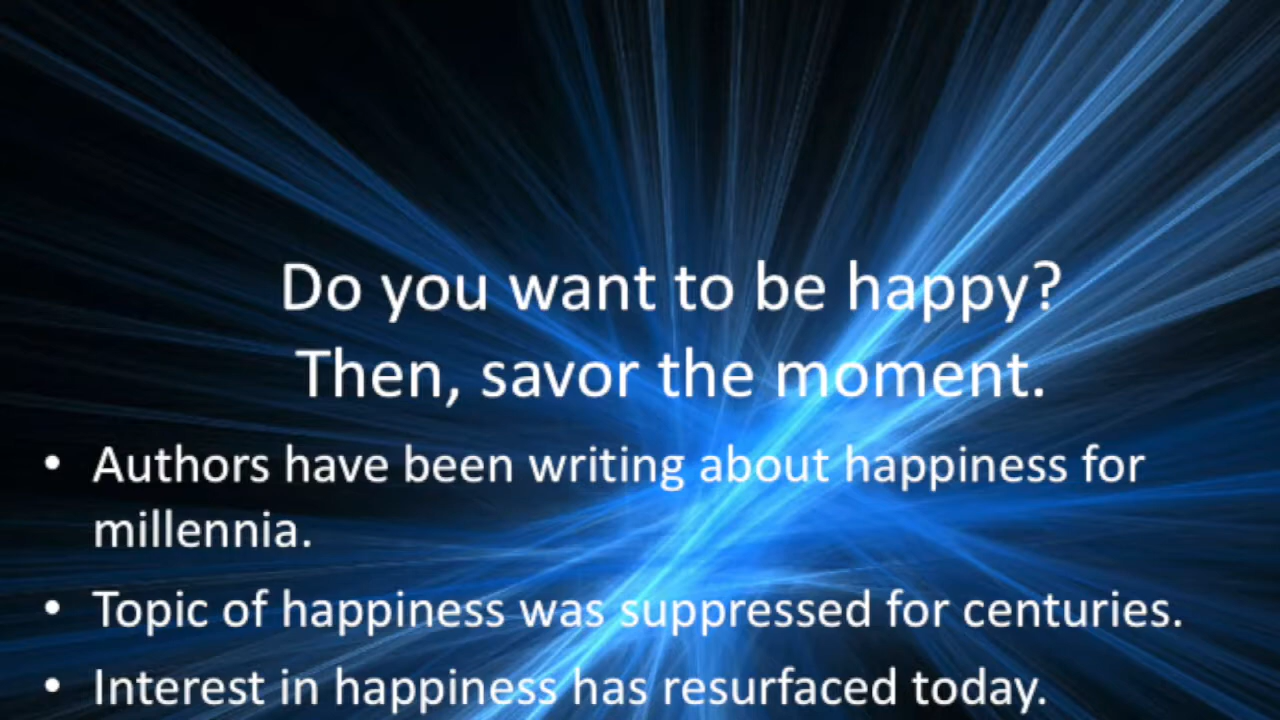 Do you want to be happy?
Then, savor the moment.
• Authors have been writing about happiness for
millennia.
• Topic of happiness was suppressed for centuries.
• Interest in happiness has resurfaced today.